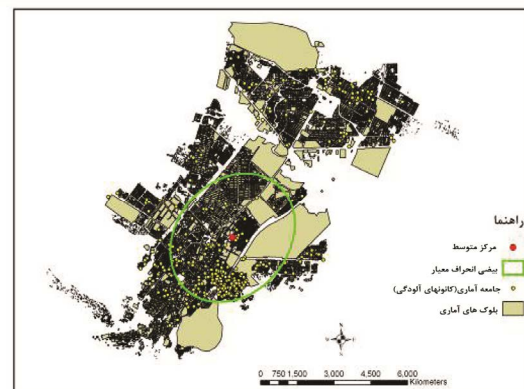 راهنما
مرکز متوسط
بیضی انحراف معیار
جامعه آماری(کانونهای آلودگی)
بلوک های آماری
0 750 1,500 3,000 4,500 6,000
Kilometers